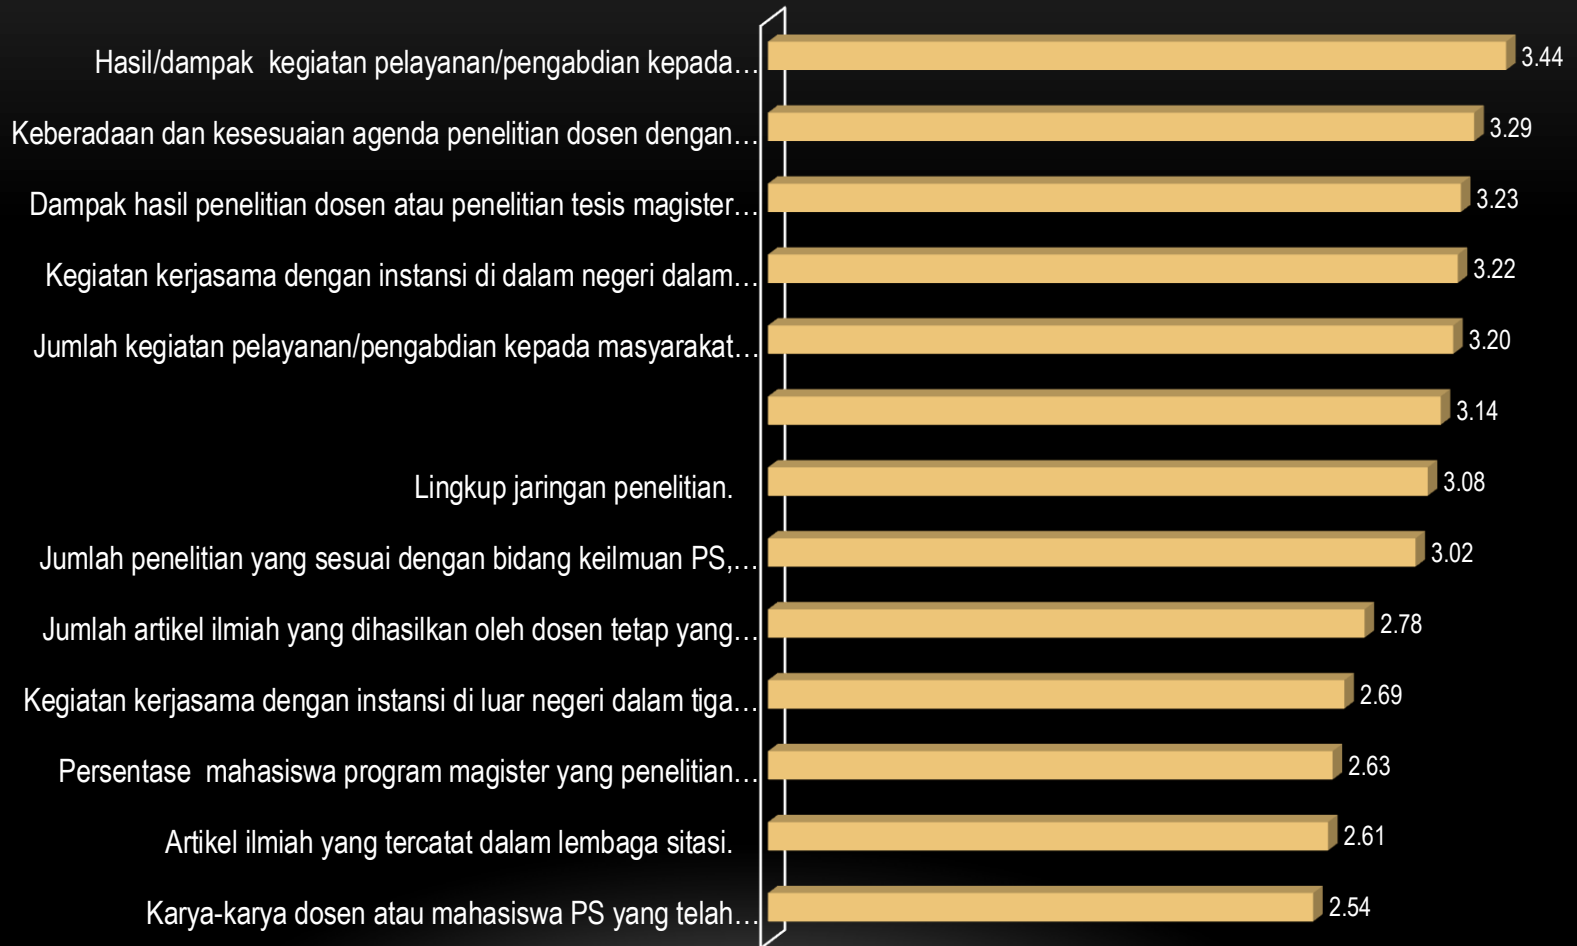 Hasil/dampak  kegiatan pelayanan/pengabdian kepada… 3.44
Keberadaan dan kesesuaian agenda penelitian dosen dengan… 3.29
Dampak hasil penelitian dosen atau penelitian tesis magister… 3.23
Kegiatan kerjasama dengan instansi di dalam negeri dalam… 3.22
Jumlah kegiatan pelayanan/pengabdian kepada masyarakat… 3.20
3.14
Lingkup jaringan penelitian. 3.08
Jumlah penelitian yang sesuai dengan bidang keilmuan PS,… 3.02
Jumlah artikel ilmiah yang dihasilkan oleh dosen tetap yang… 2.78
Kegiatan kerjasama dengan instansi di luar negeri dalam tiga… 2.69
Persentase  mahasiswa program magister yang penelitian… 2.63
Artikel ilmiah yang tercatat dalam lembaga sitasi. 2.61
Karya-karya dosen atau mahasiswa PS yang telah… 2.54